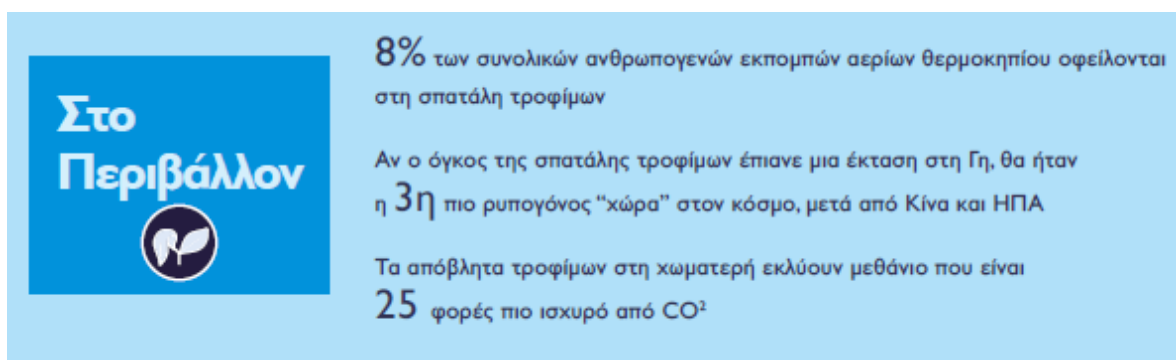 Στο
Περιβάλλον
8% των συνολικών ανθρωπογενών εκπομπών αερίων θερμοκηπίου οφείλονται
στη σπατάλη τροφίμων
Αν ο όγκος της σπατάλης τροφίμων έπιανε μια έκταση στη Γη, θα ήταν
η 3η πιο ρυπογόνος “χώρα” στον κόσμο, μετά από Κίνα και ΗΠΑ
Τα απόβλητα τροφίμων στη χωματερή εκλύουν μεθάνιο που είναι
25 φορές πιο ισχυρό από CO²